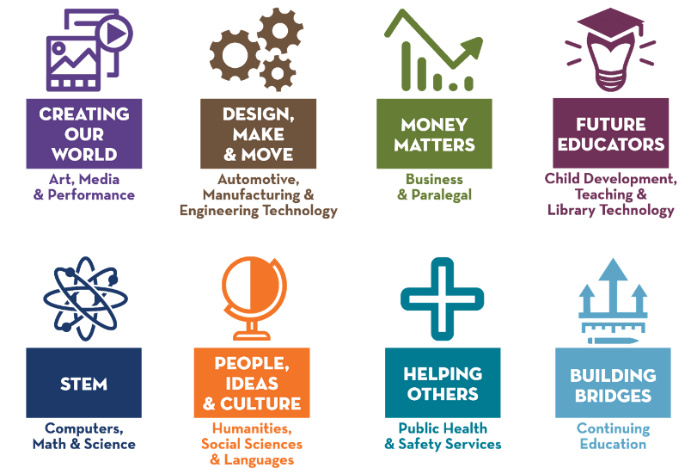 CREATING
OUR
WORLD
Art, Media
& Performance
DESIGN,
MAKE
& MOVE
Automotive,
Manufacturing &
Engineering Technology
MONEY
MATTERS
Business
& Paralegal
FUTURE
EDUCATORS
Child Development,
Teaching &
Library Technology
STEM
Computers,
Math & Science
PEOPLE,
IDEAS
& CULTURE
Humanities,
Social Sciences
& Languages
HELPING
OTHERS
Public Health
& Safety Services
BUILDING
BRIDGES
Continuing
Education